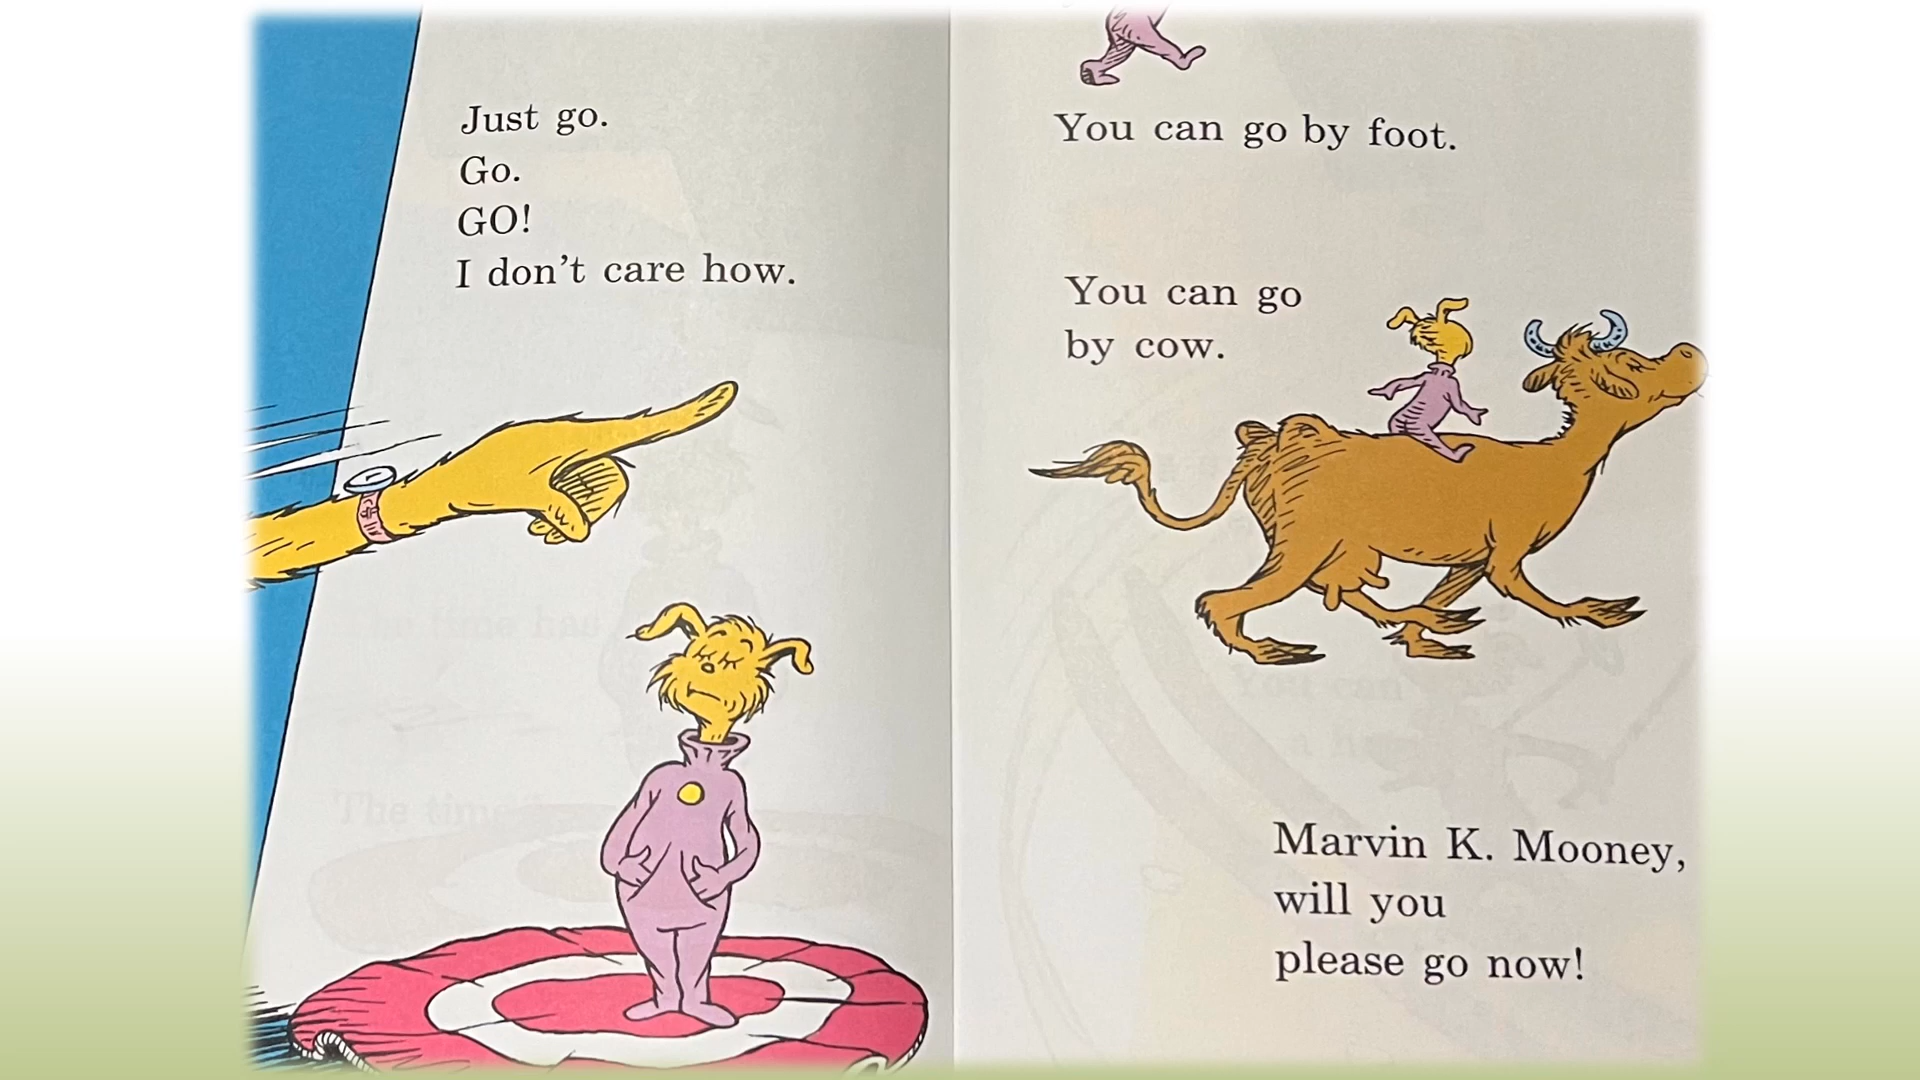 Just go.
Go.
GO!
I don't care how.
You can go by foot.
You can go
by cow.
Marvin K. Mooney,
will you
please go now!